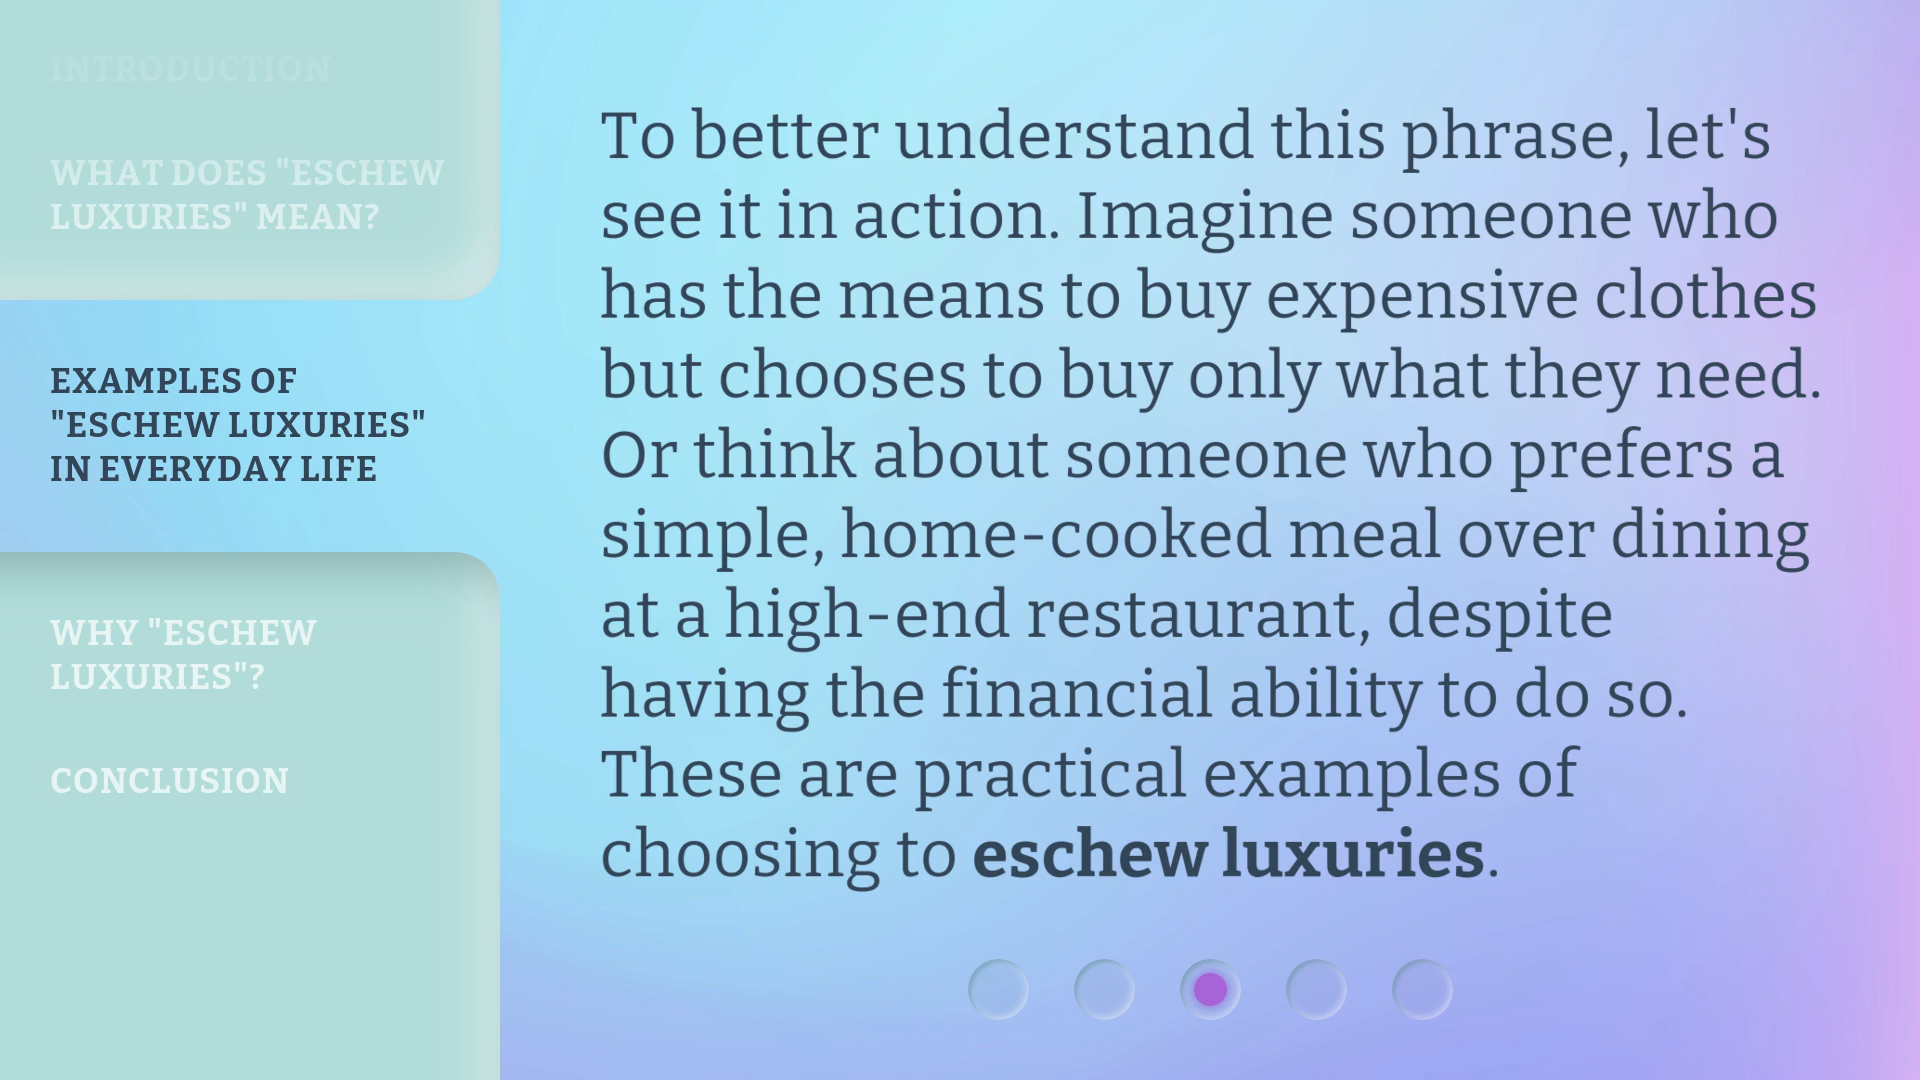 INTRODUCTION
WHAT DOES "ESCHEW
LUXURIES" MEAN?
EXAMPLES OF
"ESCHEW LUXURIES"
IN EVERYDAY LIFE
WHY "ESCHEW
LUXURIES"?
CONCLUSION
To better understand this phrase, let's
see it in action. Imagine someone who
has the means to buy expensive clothes
but chooses to buy only what they need.
Or think about someone who prefers a
simple, home-cooked meal over dining
at a high-end restaurant, despite
having the financial ability to do so.
These are practical examples of
choosing to eschew luxuries.